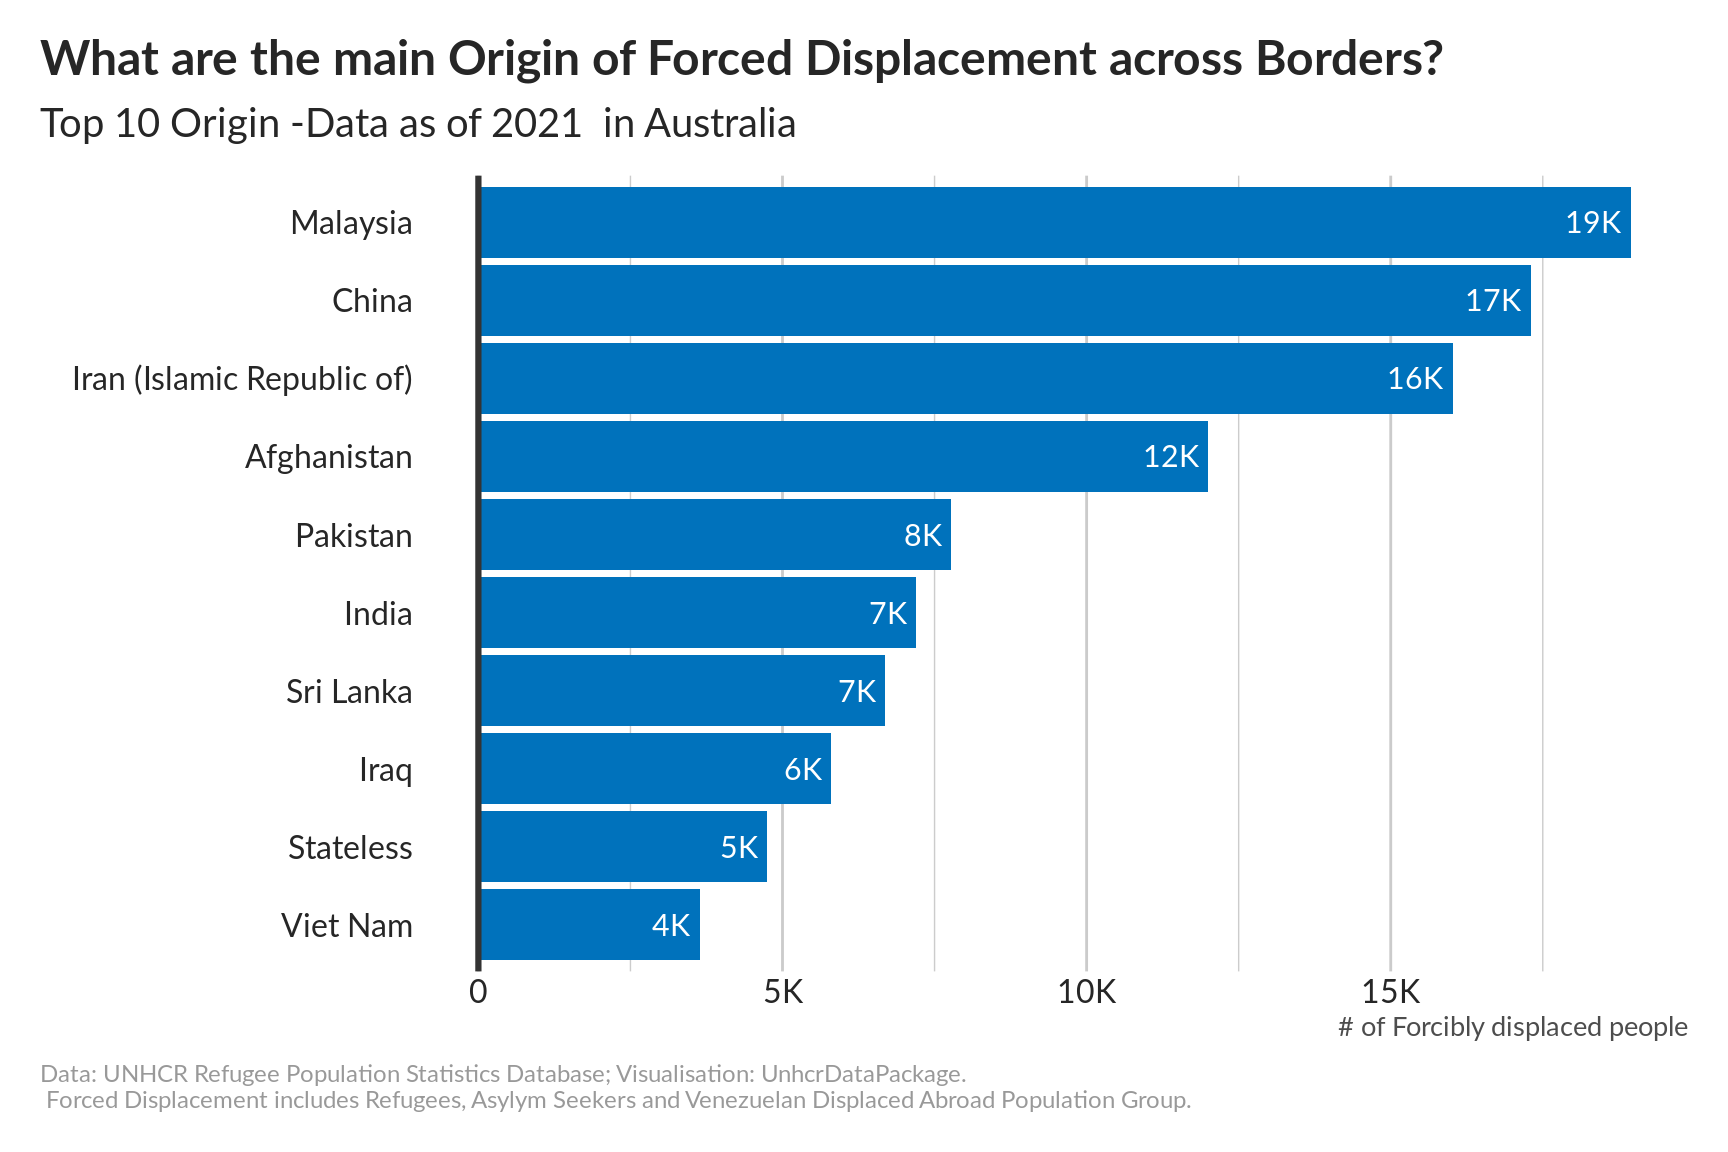 What are the main Origin of Forced Displacement across Borders?
Top 10 Origin -Data as of 2021  in Australia
Malaysia 19K
China 17K
Iran (Islamic Republic of) 16K
Afghanistan 12K
Pakistan 8K
India 7K
Sri Lanka 7K
Iraq 6K
Stateless 5K
Viet Nam 4K
0 5K 10K 15K
# of Forcibly displaced people
Data: UNHCR Refugee Population Statistics Database; Visualisation: UnhcrDataPackage.
Forced Displacement includes Refugees, Asylym Seekers and Venezuelan Displaced Abroad Population Group.